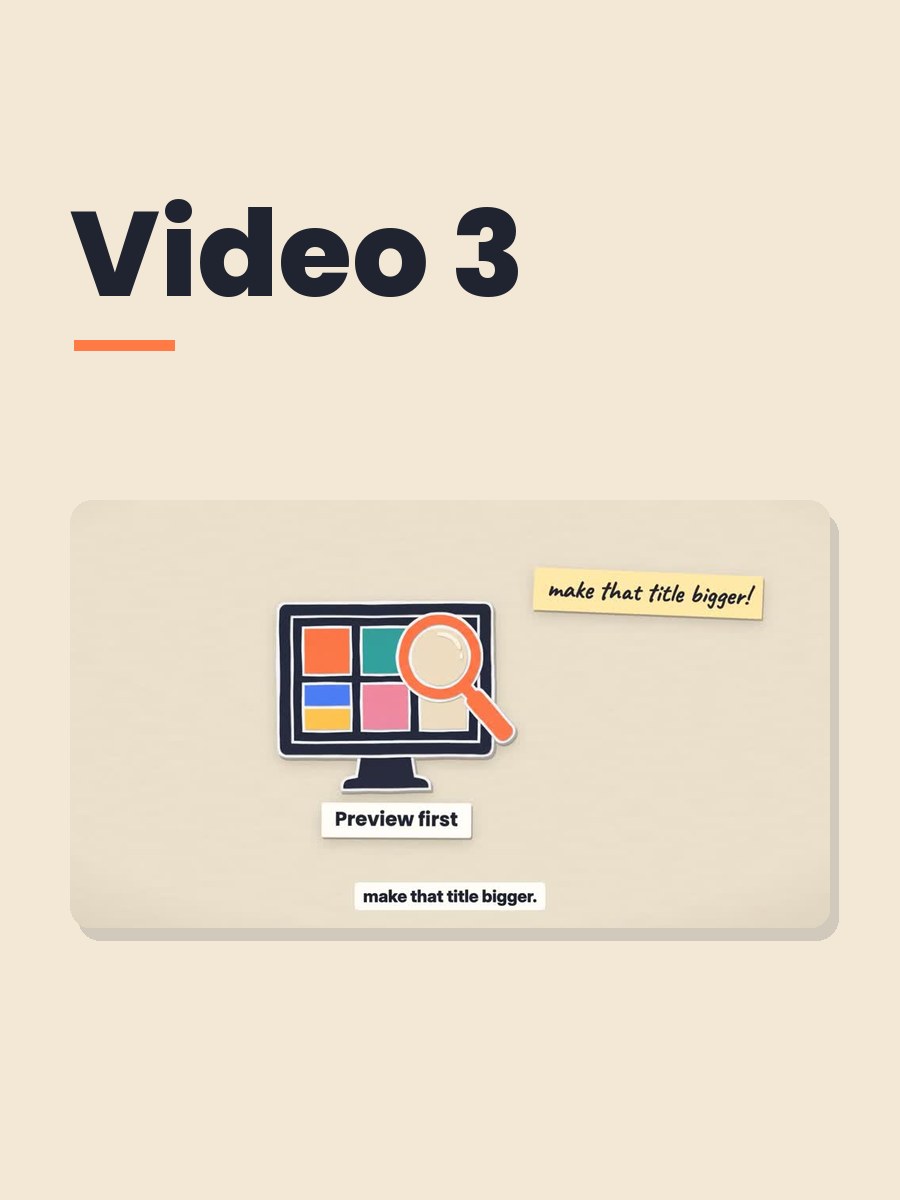 Video 3
make that title bigger!
Preview first
make that title bigger.